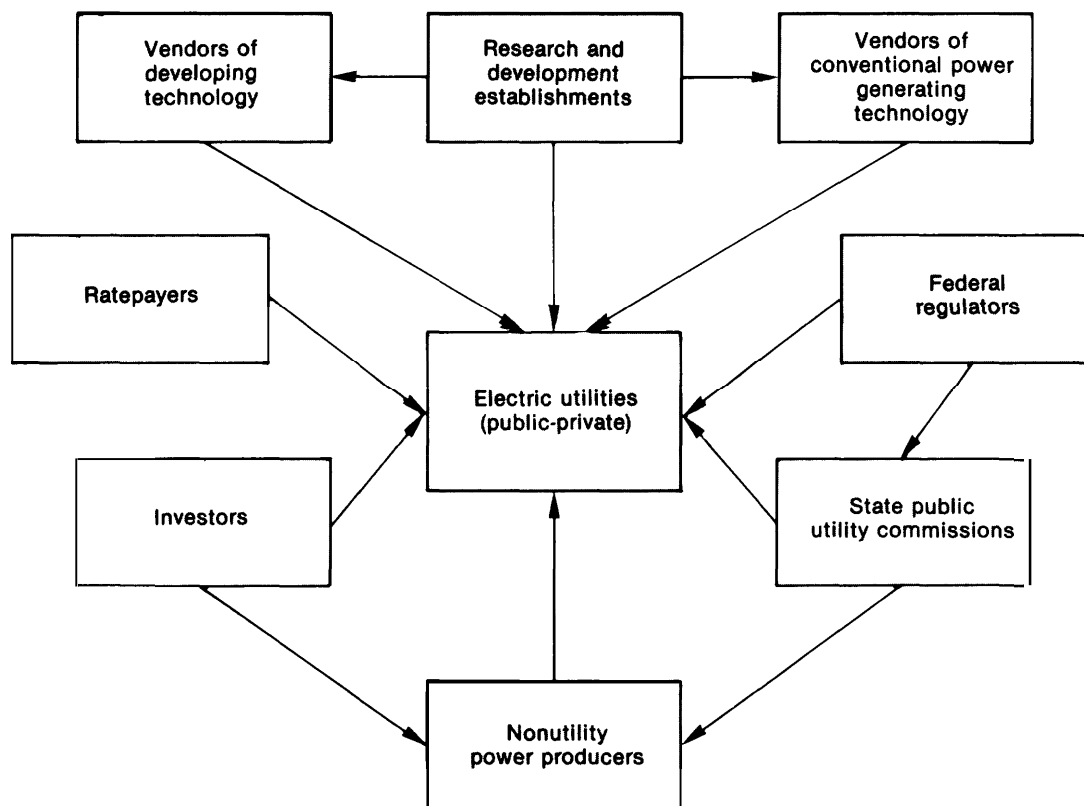 Vendors of
developing
technology
Research and
development
establishments
Vendors of
conventional power
generating
technology
Ratepayers
Federal
regulators
Electric utilities
(public-private)
Investors
State public
utility commissions
Nonutility
power producers